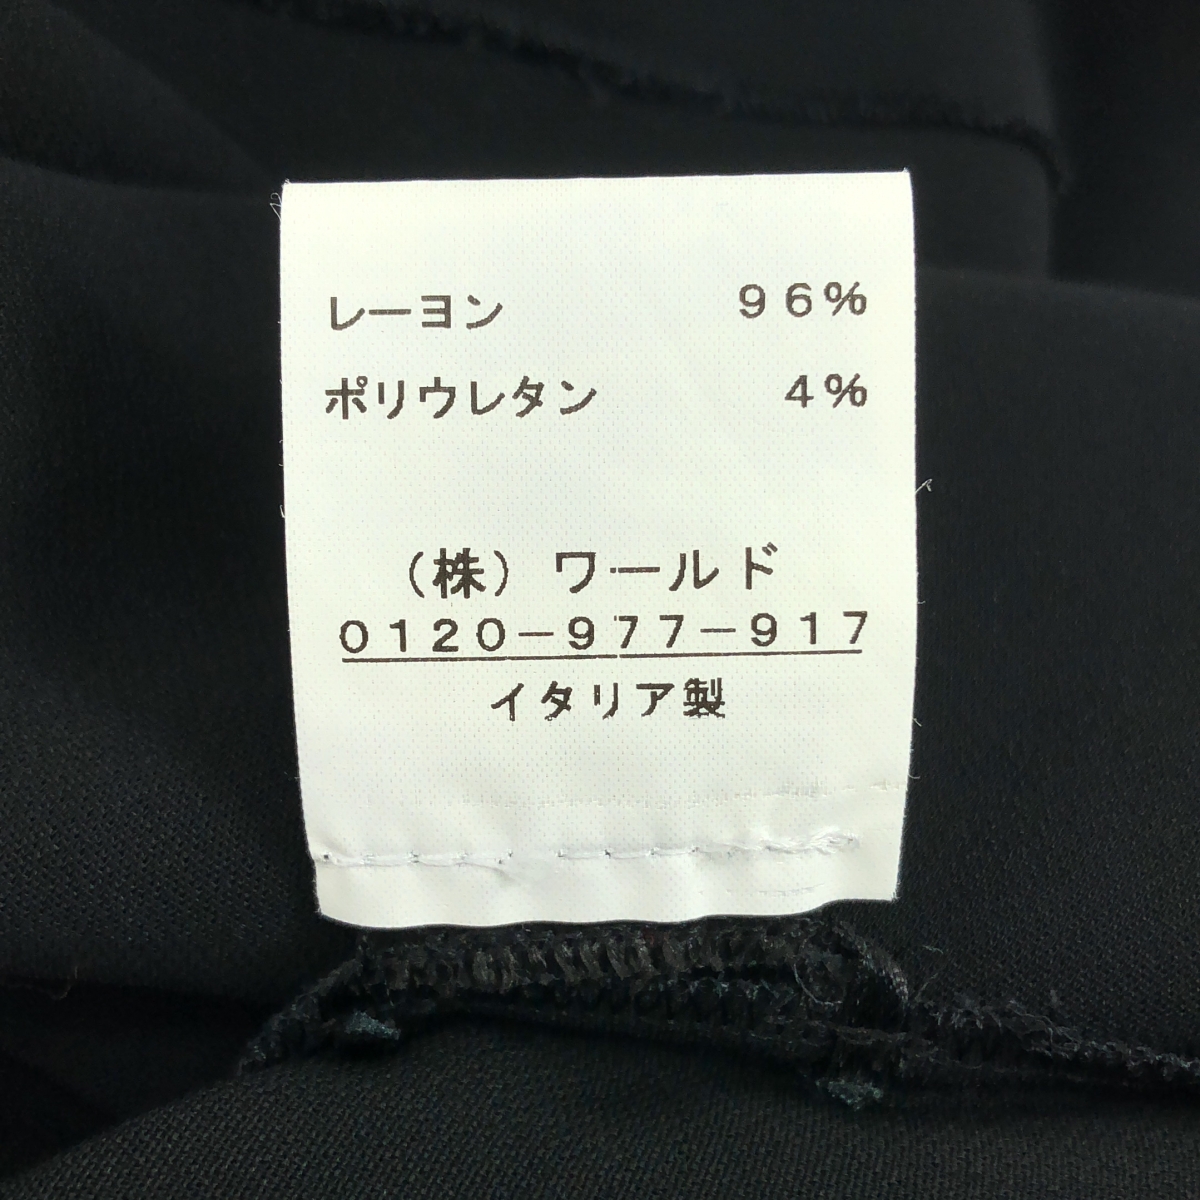 レーヨン 96%
ポリウレタン 4%
(株) ワールド
0120-977-917
イタリア製